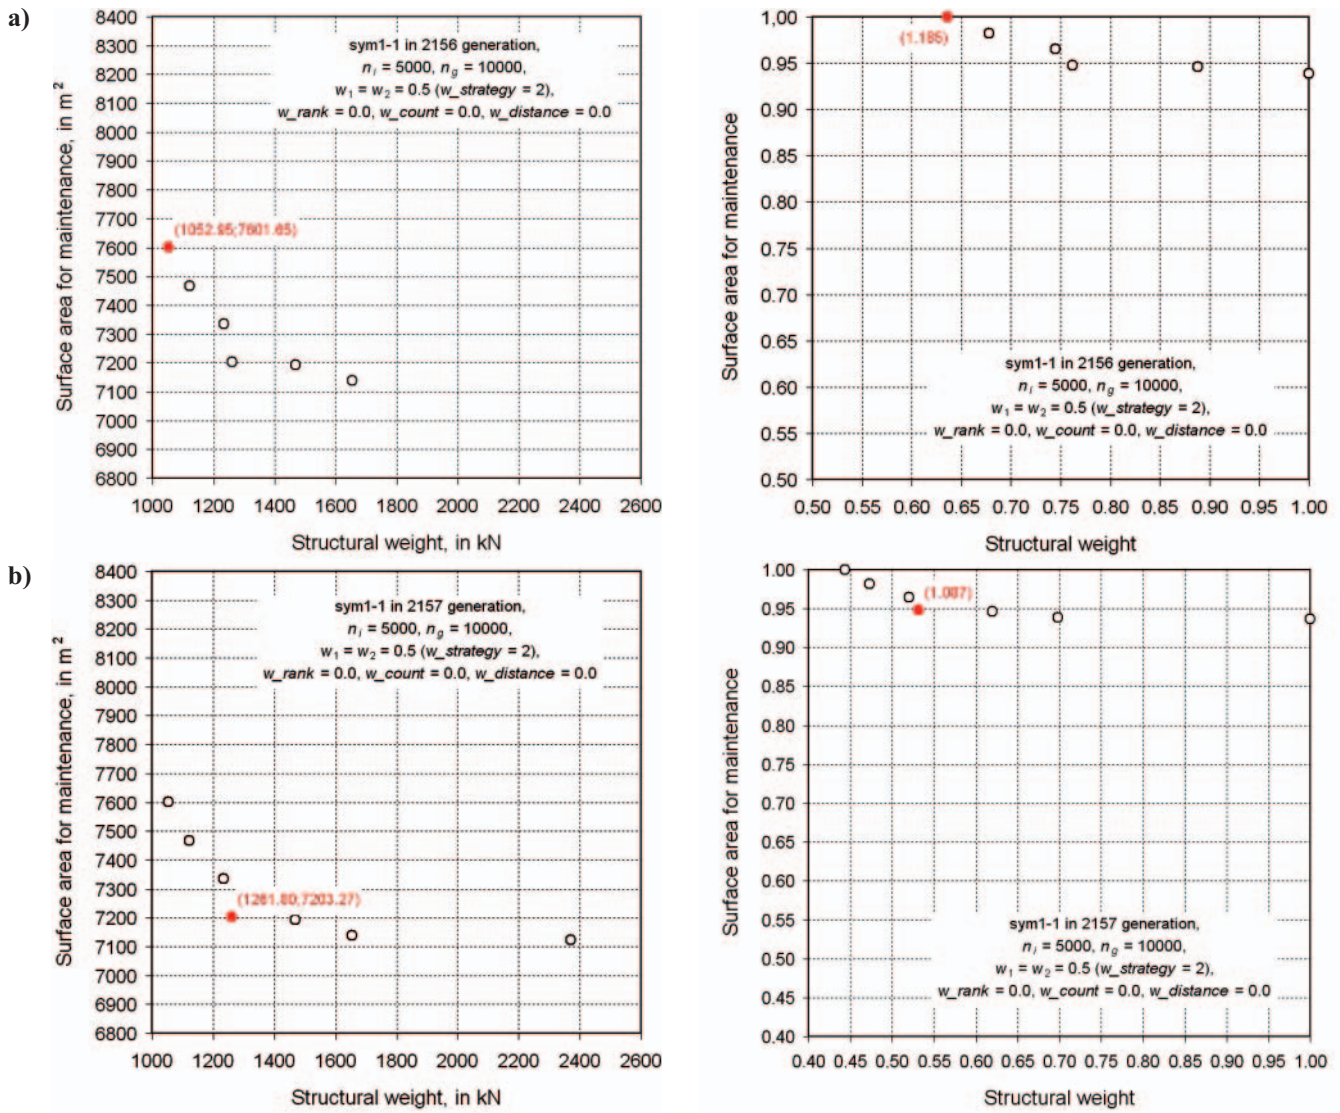 a)
8400
8300
8200
8100
8000
7900
7800
7700
7600
7500
7400
7300
7200
7100
7000
6900
6800
Surface area for maintenance, in m²
sym1-1 in 2156 generation,
nᵢ = 5000, n_g = 10000,
w₁ = w₂ = 0.5 (w_strategy = 2),
w_rank = 0.0, w_count = 0.0, w_distance = 0.0
(1052.95;7601.65)
1000 1200 1400 1600 1800 2000 2200 2400 2600
Structural weight, in kN
1,00
0.95
0.90
0.85
0.80
0.75
0.70
0.65
0.60
0.55
0.50
Surface area for maintenance
(1.185)
sym1-1 in 2156 generation,
nᵢ = 5000, n_g = 10000,
w₁ = w₂ = 0.5 (w_strategy = 2),
w_rank = 0.0, w_count = 0.0, w_distance = 0.0
0.50 0.55 0.60 0.65 0.70 0.75 0.80 0.85 0.90 0.95 1.00
Structural weight
b)
8400
8300
8200
8100
8000
7900
7800
7700
7600
7500
7400
7300
7200
7100
7000
6900
6800
Surface area for maintenance, in m²
sym1-1 in 2157 generation,
nᵢ = 5000, n_g = 10000,
w₁ = w₂ = 0.5 (w_strategy = 2),
w_rank = 0.0, w_count = 0.0, w_distance = 0.0
(1261.80;7203.27)
1000 1200 1400 1600 1800 2000 2200 2400 2600
Structural weight, in kN
1.00
0.95
0.90
0.85
0.80
0.75
0.70
0.65
0.60
0.55
0.50
0.45
0.40
Surface area for maintenance
(1.087)
sym1-1 in 2157 generation,
nᵢ = 5000, n_g = 10000,
w₁ = w₂ = 0.5 (w_strategy = 2),
w_rank = 0.0, w_count = 0.0, w_distance = 0.0
0.40 0.45 0.50 0.55 0.60 0.65 0.70 0.75 0.80 0.85 0.90 0.95 1.00
Structural weight